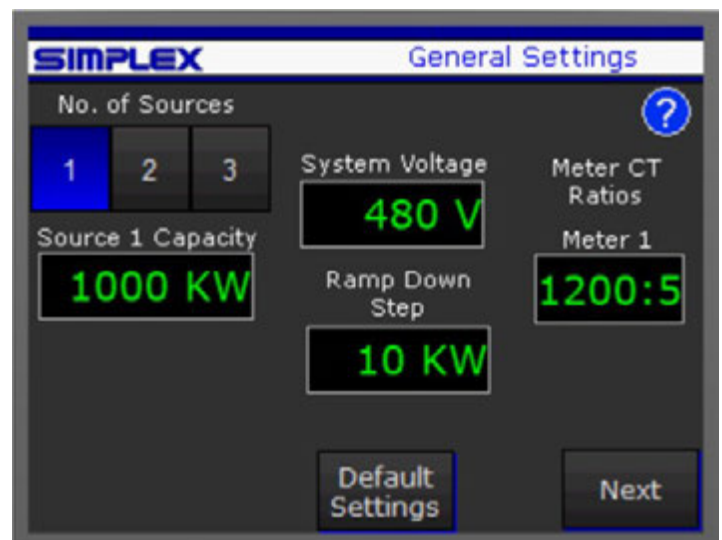 SIMPLEX
General Settings
No. of Sources
1 2 3
?
Source 1 Capacity
1000 KW
System Voltage
480 V
Ramp Down
Step
10 KW
Meter CT
Ratios
Meter 1
1200:5
Default
Settings
Next